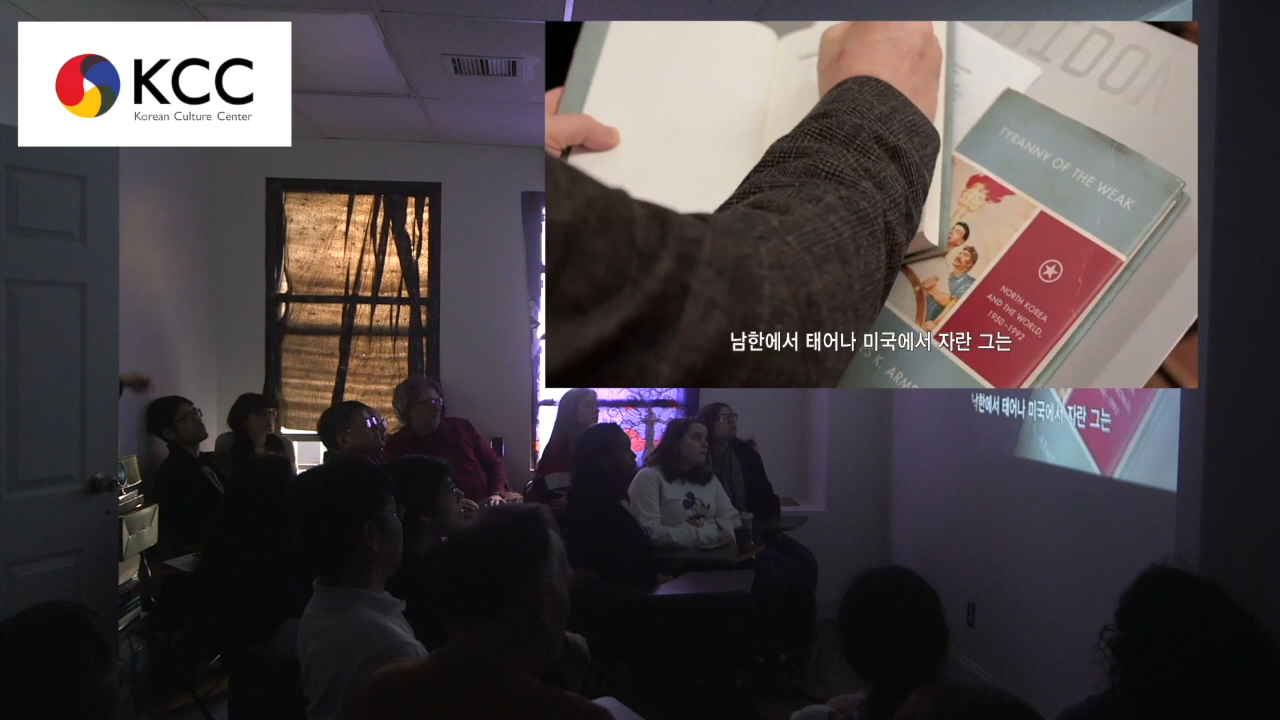 KCC
Korean Culture Center
HIDON
TYRANNY OF THE WEAK
NORTH KOREA
AND THE WORLD,
1950–1992
S K. ARM
남한에서 태어나 미국에서 자란 그는
남한에서 태어나 미국에서 자란 그는